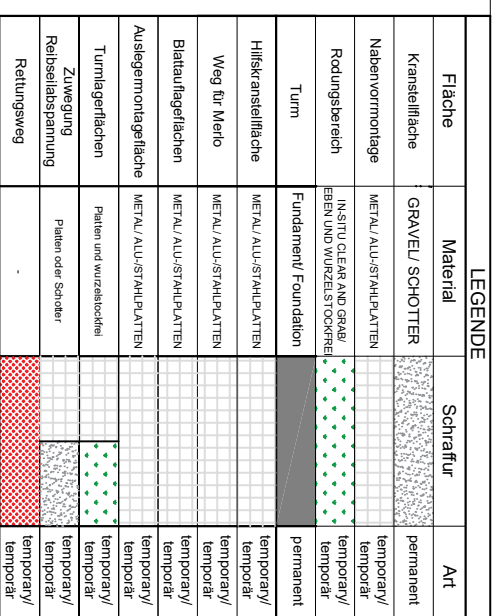 LEGENDE
Fläche Material Schraffur Art
Kranstellfläche GRAVEL/ SCHOTTER permanent
Nabenvorrmontage METAL/ ALU-/STAHLPLATTEN temporary/
temporär
Rodungsbereich IN-SITU CLEAR AND GRAB/
EBEN UND WURZELSTOCKFREI temporary/
temporär
Turm Fundament/ Foundation permanent
Hilfskranstellfläche METAL/ ALU-/STAHLPLATTEN temporary/
temporär
Weg für Merlo METAL/ ALU-/STAHLPLATTEN temporary/
temporär
Blattauflageflächen METAL/ ALU-/STAHLPLATTEN temporary/
temporär
Auslegermontagefläche METAL/ ALU-/STAHLPLATTEN temporary/
temporär
Turmlagerflächen Platten und wurzelstockfrei temporary/
temporär
Zuwegung
Reibseilabspannung Platten oder Schotter temporary/
temporär
Rettungsweg - temporary/
temporär